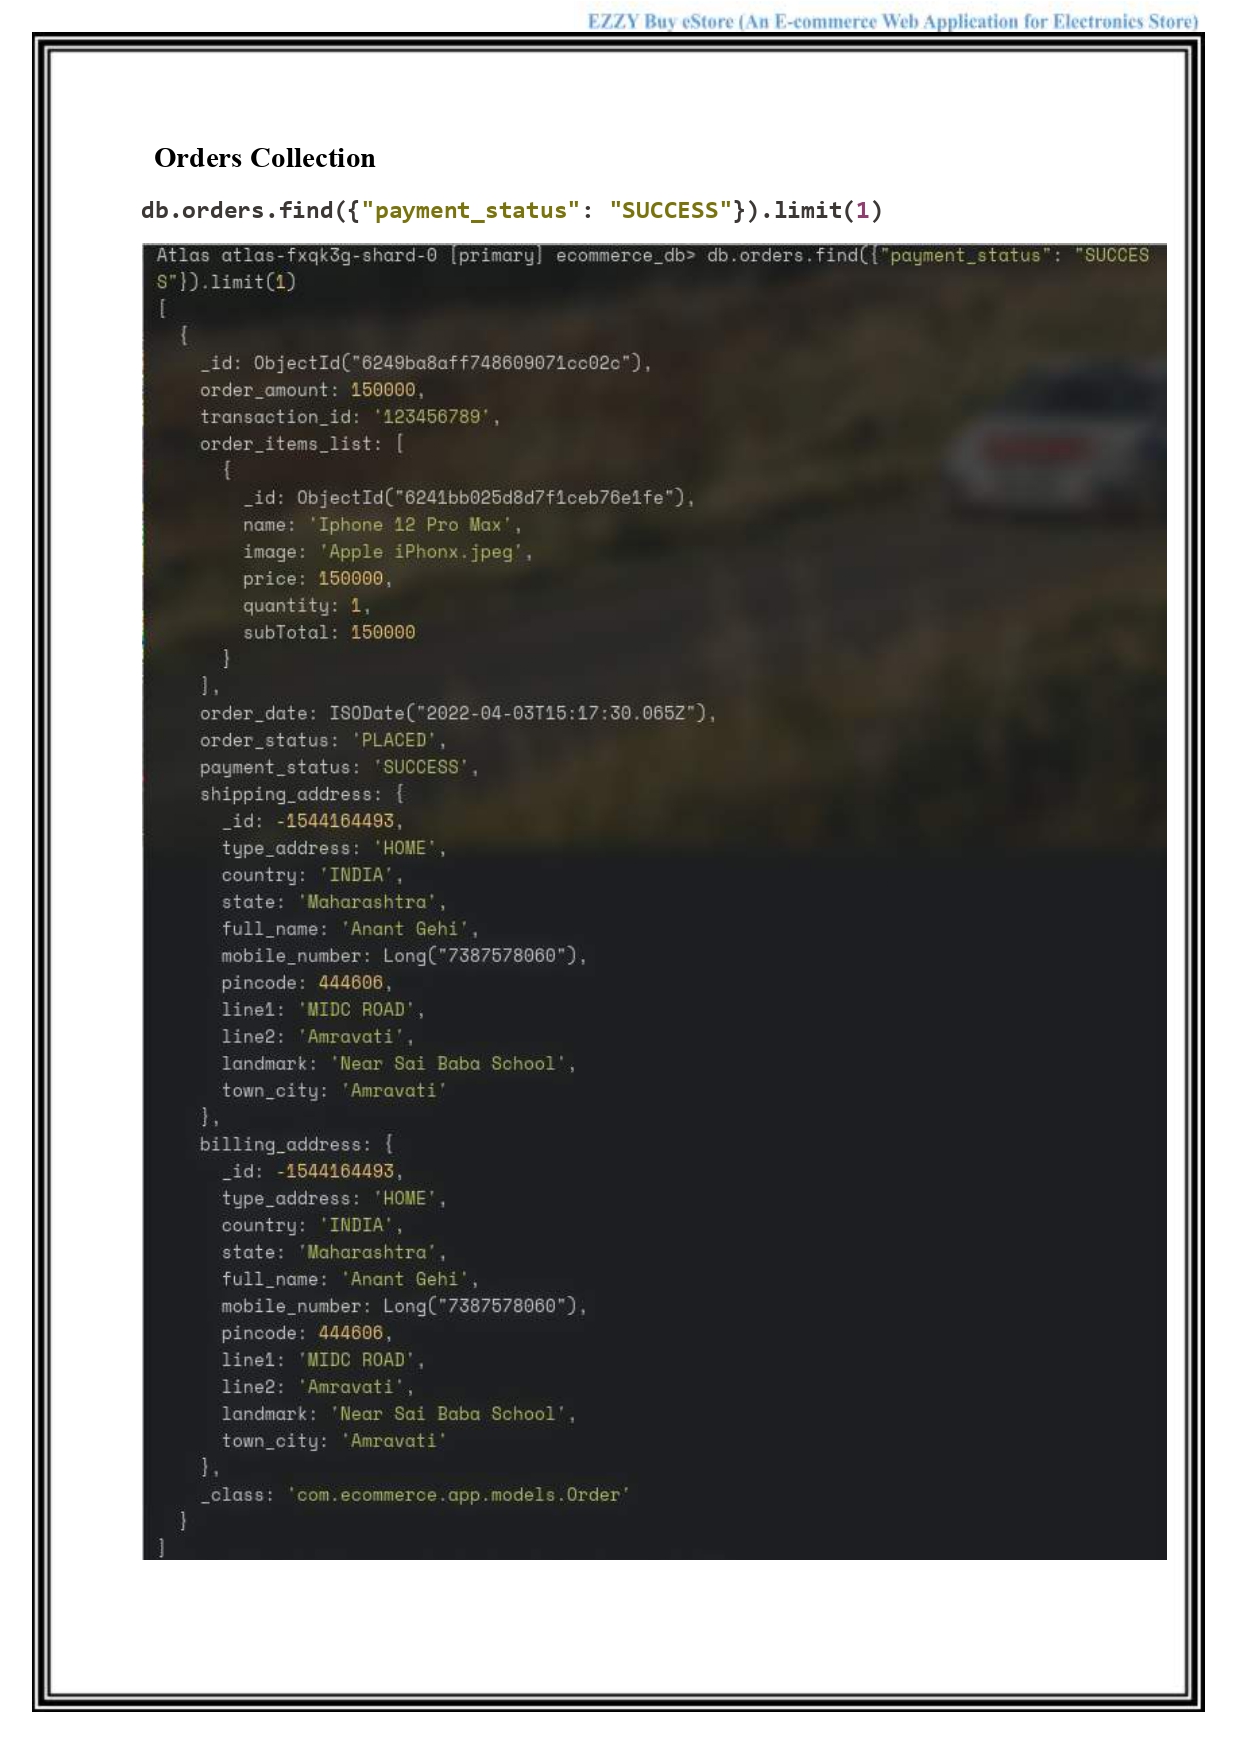 EZZY Buy eStore (An E-commerce Web Application for Electronics Store)
Orders Collection
db.orders.find({"payment_status": "SUCCESS"}).limit(1)
Atlas atlas-fxqk3g-shard-0 [primary] ecommerce_db> db.orders.find({"payment_status": "SUCCES
S"}).limit(1)
[
{
_id: ObjectId("6249ba8aff748609071cc02c"),
order_amount: 150000,
transaction_id: '123456789',
order_items_list: [
{
_id: ObjectId("6241bb025d8d7f1ceb76e1fe"),
name: 'Iphone 12 Pro Max',
image: 'Apple iPhonx.jpeg',
price: 150000,
quantity: 1,
subTotal: 150000
}
],
order_date: ISODate("2022-04-03T15:17:30.065Z"),
order_status: 'PLACED',
payment_status: 'SUCCESS',
shipping_address: {
_id: -1544164493,
type_address: 'HOME',
country: 'INDIA',
state: 'Maharashtra',
full_name: 'Anant Gehi',
mobile_number: Long("7387578060"),
pincode: 444606,
line1: 'MIDC ROAD',
line2: 'Amravati',
landmark: 'Near Sai Baba School',
town_city: 'Amravati'
},
billing_address: {
_id: -1544164493,
type_address: 'HOME',
country: 'INDIA',
state: 'Maharashtra',
full_name: 'Anant Gehi',
mobile_number: Long("7387578060"),
pincode: 444606,
line1: 'MIDC ROAD',
line2: 'Amravati',
landmark: 'Near Sai Baba School',
town_city: 'Amravati'
},
_class: 'com.ecommerce.app.models.Order'
}
]